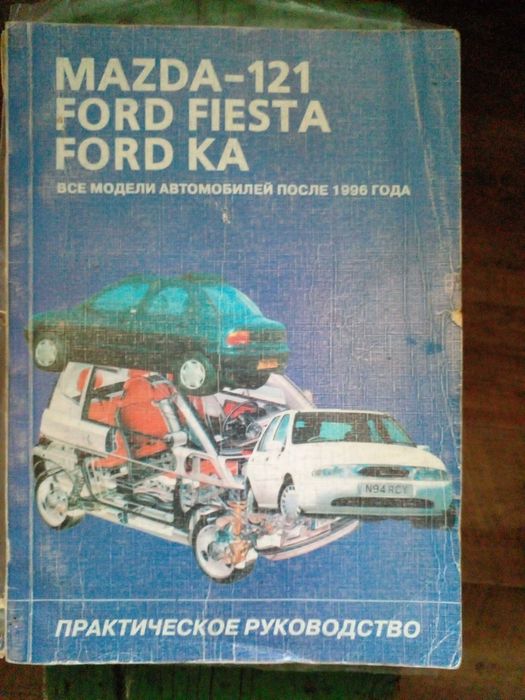 MAZDA-121
FORD FIESTA
FORD KA
ВСЕ МОДЕЛИ АВТОМОБИЛЕЙ ПОСЛЕ 1996 ГОДА
N94 RCY
ПРАКТИЧЕСКОЕ РУКОВОДСТВО